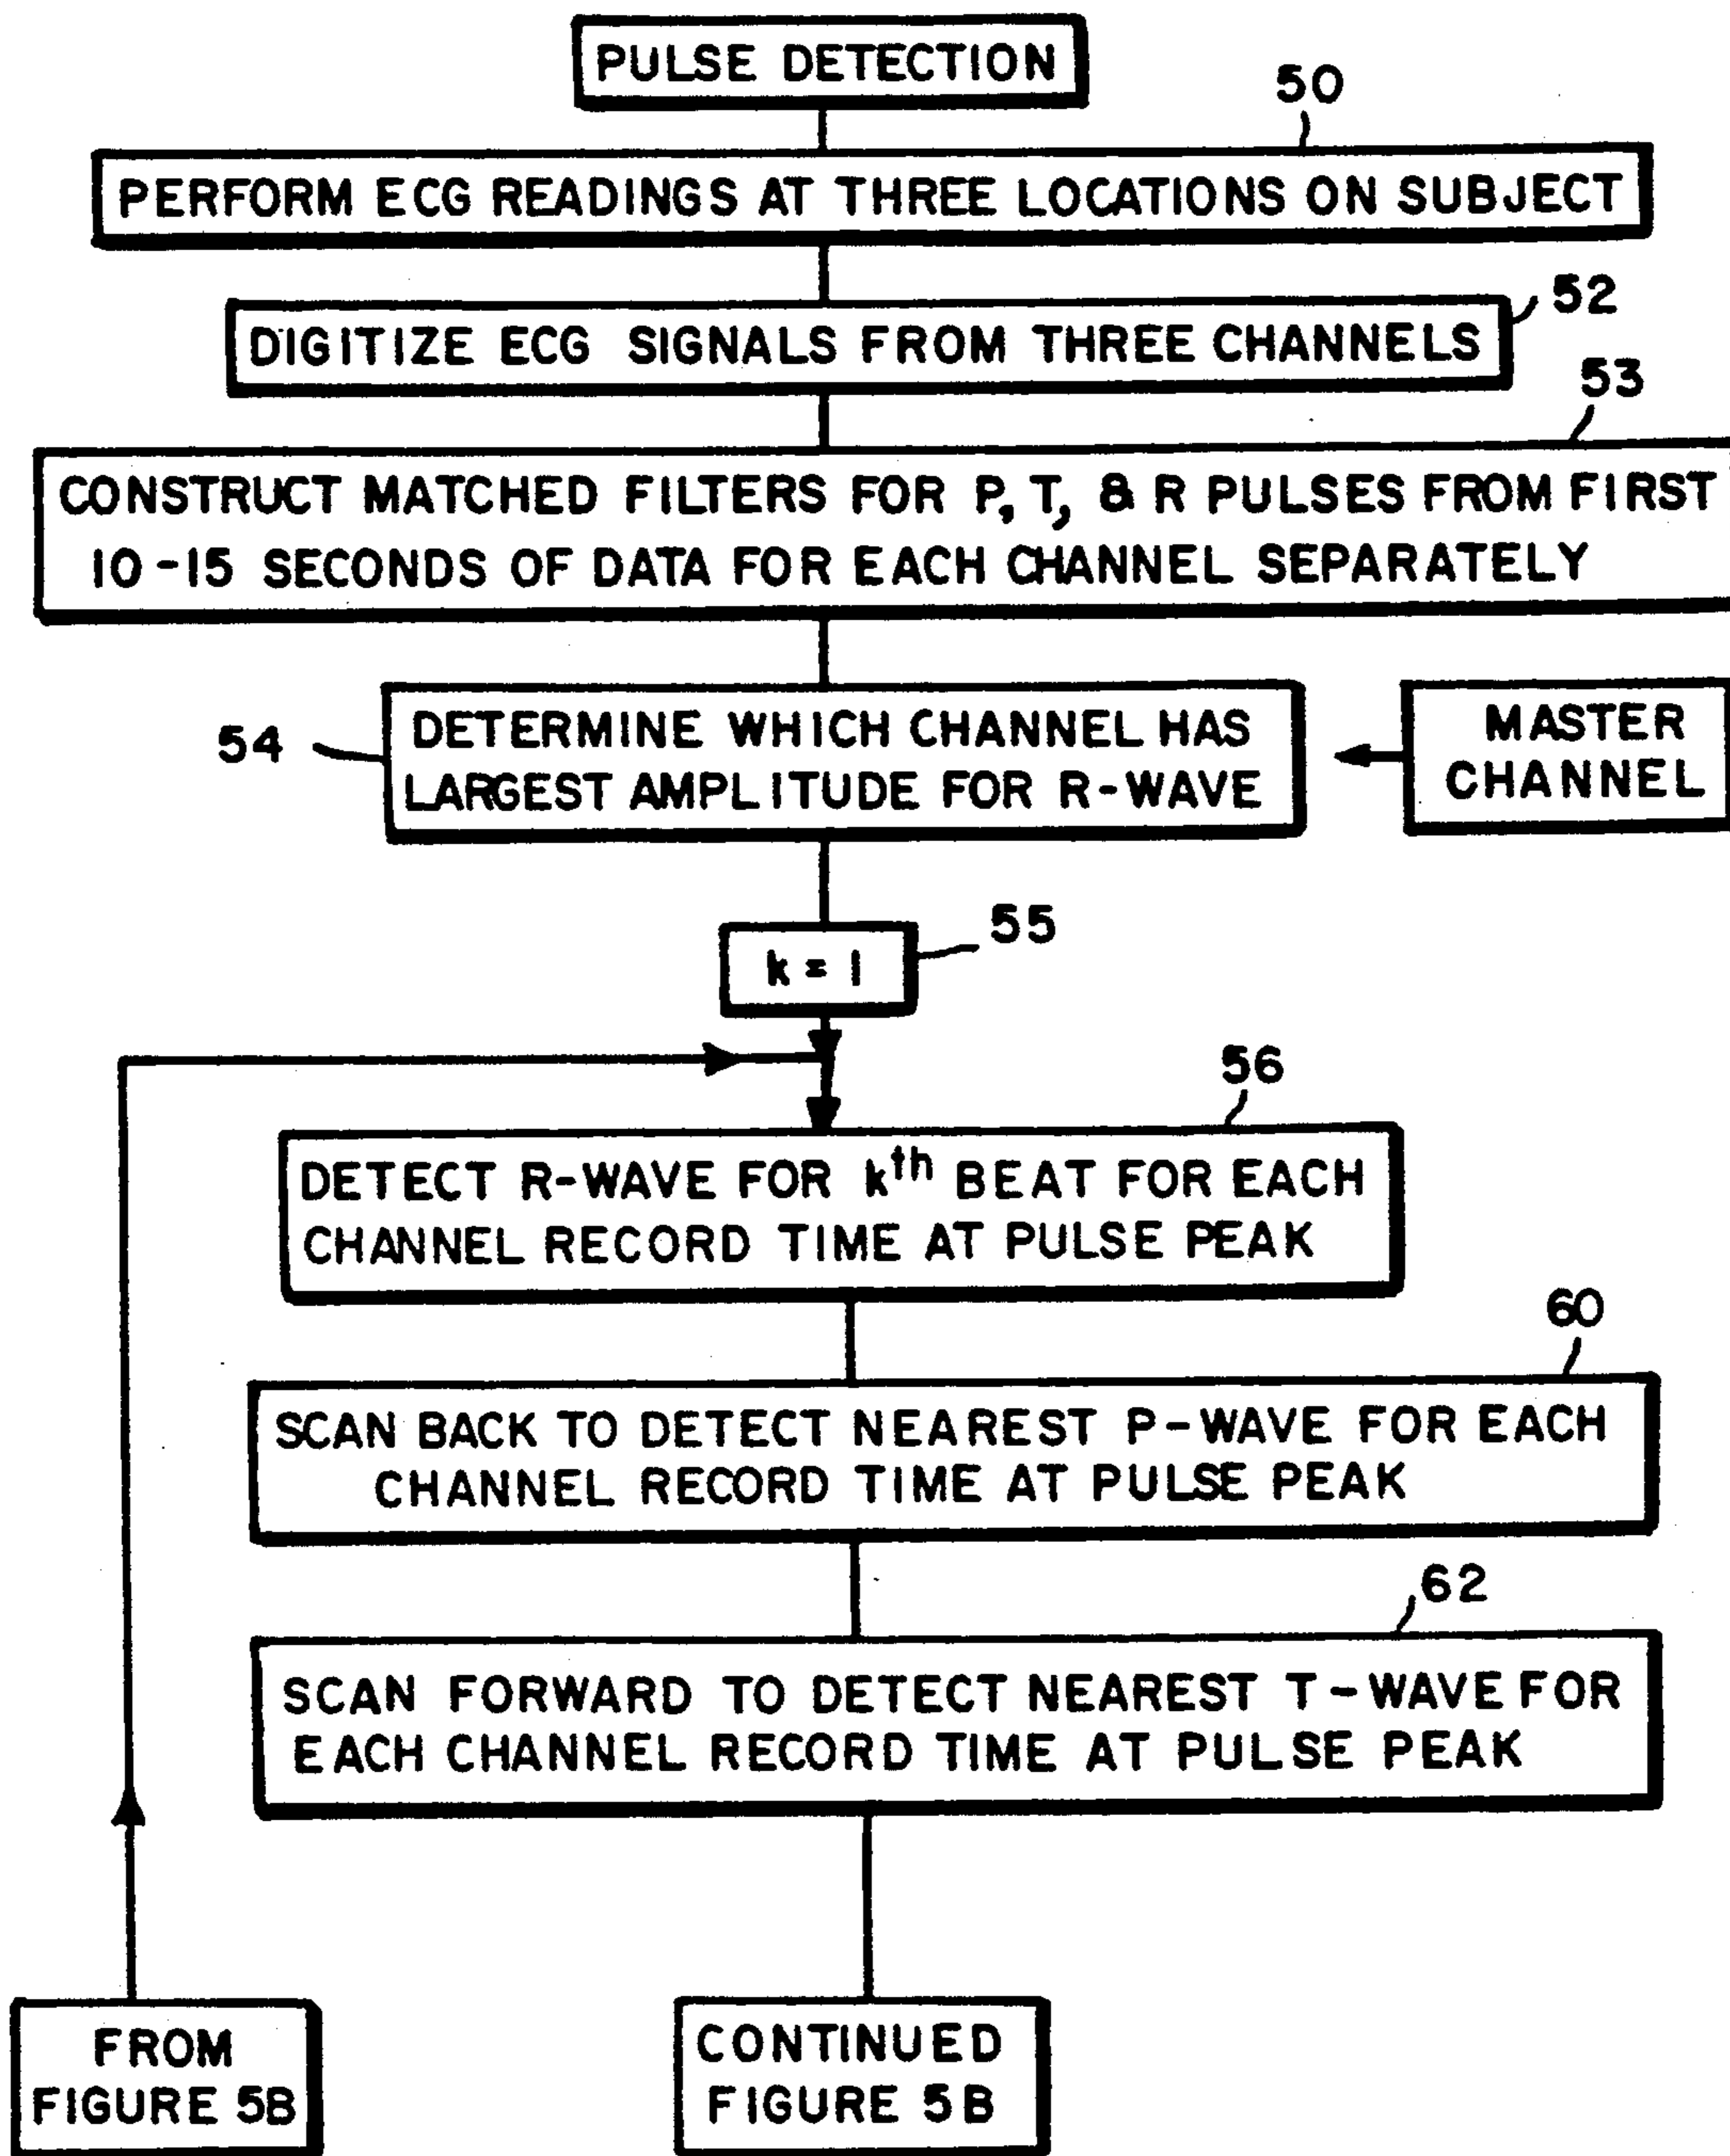 PULSE DETECTION
50
PERFORM ECG READINGS AT THREE LOCATIONS ON SUBJECT
52
DIGITIZE ECG SIGNALS FROM THREE CHANNELS
53
CONSTRUCT MATCHED FILTERS FOR P, T, & R PULSES FROM FIRST
10-15 SECONDS OF DATA FOR EACH CHANNEL SEPARATELY
54
DETERMINE WHICH CHANNEL HAS
LARGEST AMPLITUDE FOR R-WAVE
MASTER
CHANNEL
55
k = 1
56
DETECT R-WAVE FOR kth BEAT FOR EACH
CHANNEL RECORD TIME AT PULSE PEAK
60
SCAN BACK TO DETECT NEAREST P-WAVE FOR EACH
CHANNEL RECORD TIME AT PULSE PEAK
62
SCAN FORWARD TO DETECT NEAREST T-WAVE FOR
EACH CHANNEL RECORD TIME AT PULSE PEAK
FROM
FIGURE 5B
CONTINUED
FIGURE 5B